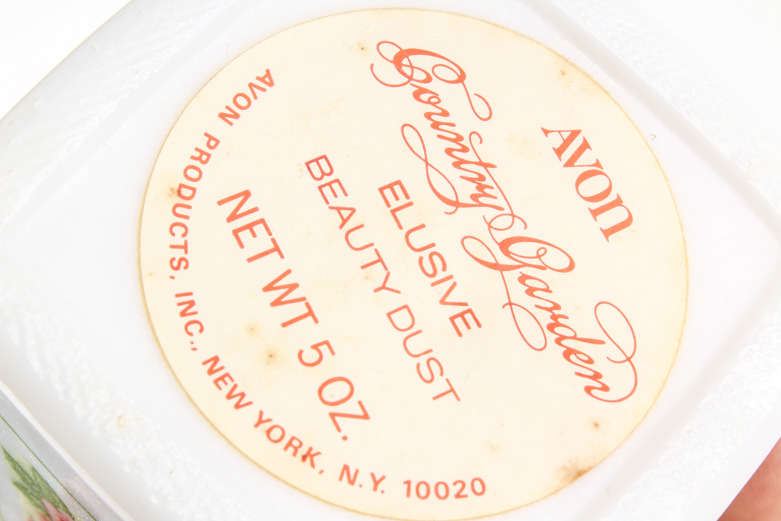 AVON
Country Garden
ELUSIVE
BEAUTY DUST
NET WT 5 OZ.
AVON PRODUCTS, INC., NEW YORK, N.Y. 10020